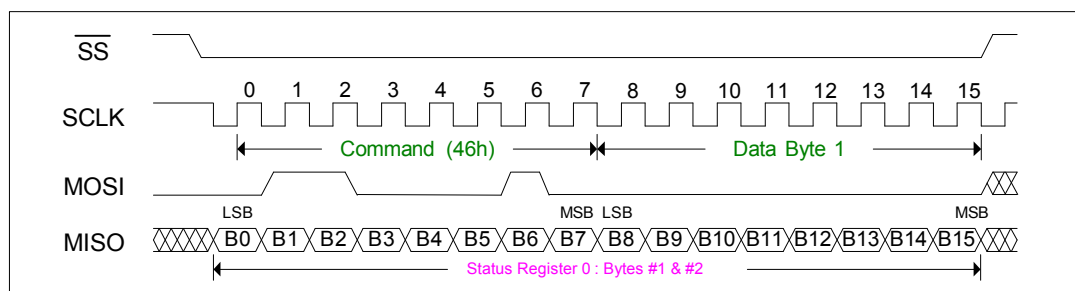 SS
0 1 2 3 4 5 6 7 8 9 10 11 12 13 14 15
SCLK
Command (46h) Data Byte 1
MOSI
LSB MSB LSB MSB
MISO B0 B1 B2 B3 B4 B5 B6 B7 B8 B9 B10 B11 B12 B13 B14 B15
Status Register 0 : Bytes #1 & #2